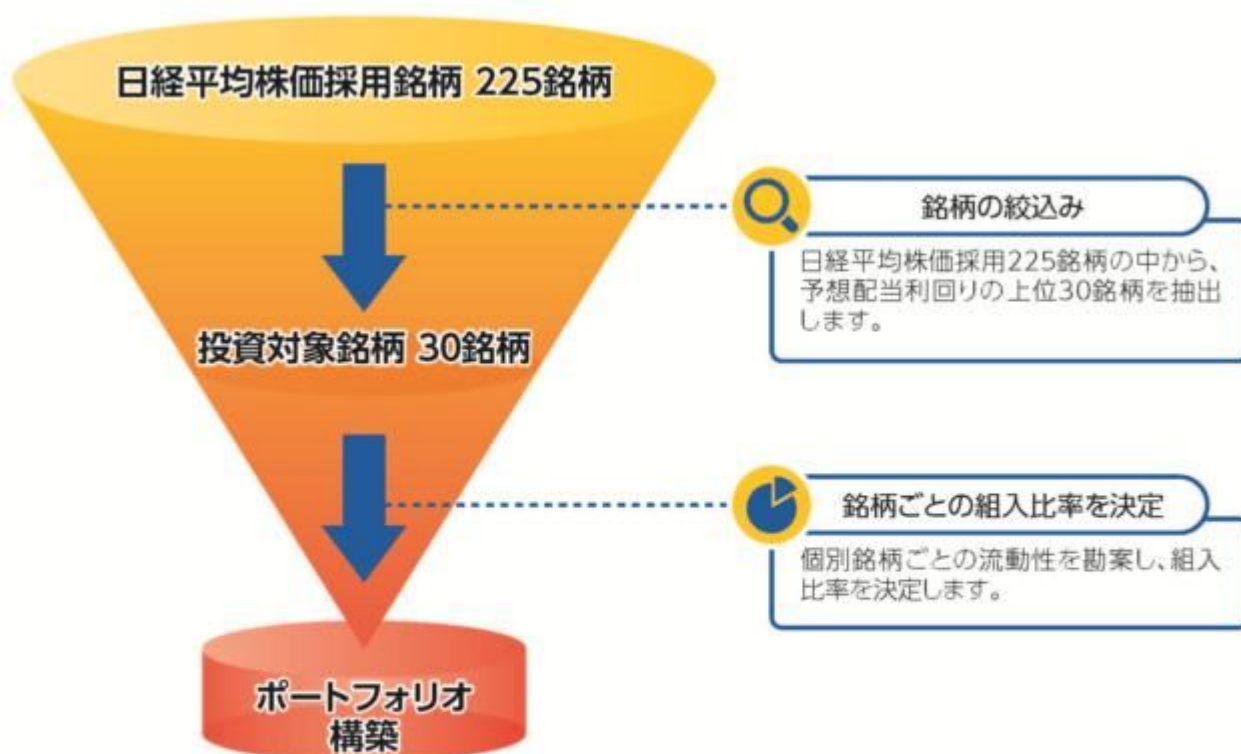 日経平均株価採用銘柄 225銘柄
銘柄の絞込み
日経平均株価採用225銘柄の中から、
予想配当利回りの上位30銘柄を抽出
します。
投資対象銘柄 30銘柄
銘柄ごとの組入比率を決定
個別銘柄ごとの流動性を勘案し、組入
比率を決定します。
ポートフォリオ
構築